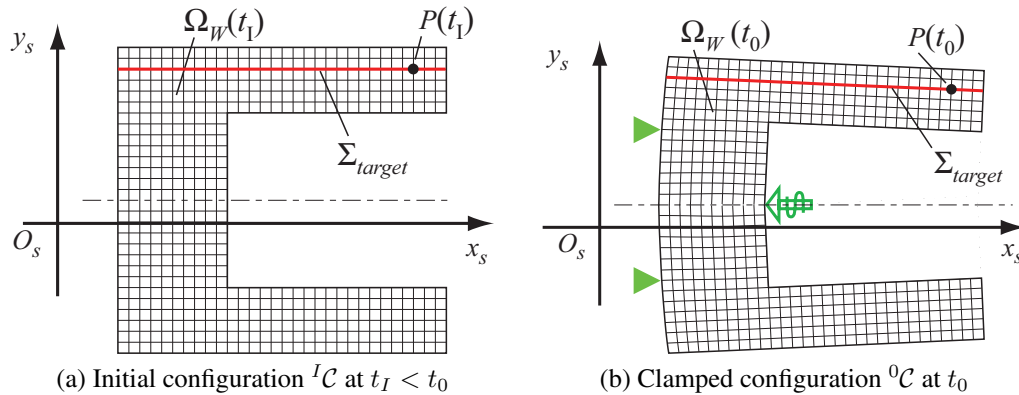 y_s
Ω_W(t_I)
P(t_I)
Σ_target
O_s
x_s
(a) Initial configuration ^I𝒞 at t_I < t_0
y_s
Ω_W(t_0)
P(t_0)
Σ_target
O_s
x_s
(b) Clamped configuration ^0𝒞 at t_0